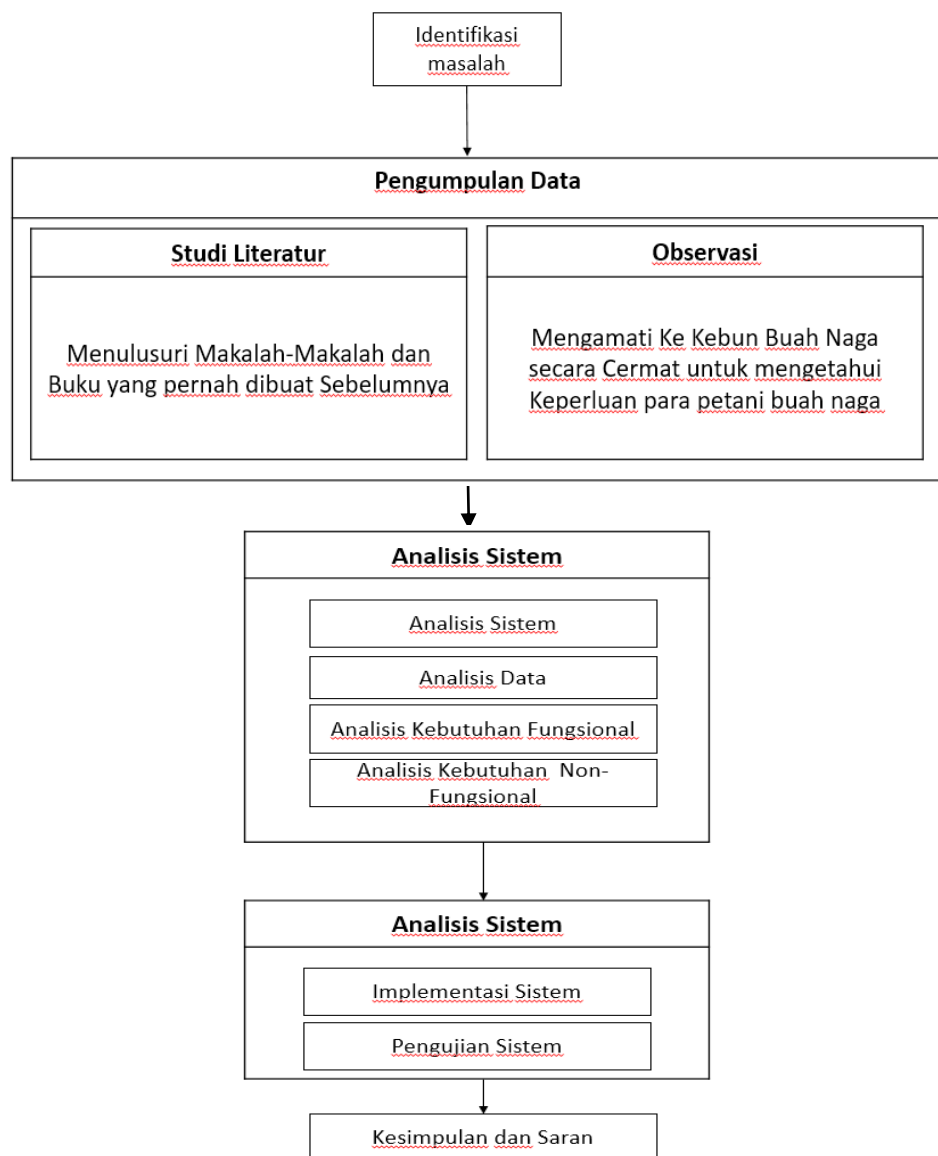 Identifikasi
masalah
Pengumpulan Data
Studi Literatur
Menulusuri Makalah-Makalah dan
Buku yang pernah dibuat Sebelumnya
Observasi
Mengamati Ke Kebun Buah Naga
secara Cermat untuk mengetahui
Keperluan para petani buah naga
Analisis Sistem
Analisis Sistem
Analisis Data
Analisis Kebutuhan Fungsional
Analisis Kebutuhan Non-
Fungsional
Analisis Sistem
Implementasi Sistem
Pengujian Sistem
Kesimpulan dan Saran